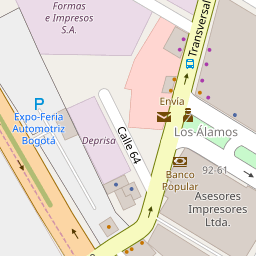 Formas
e Impresos
S.A.
Transversal
Envía
Expo-Feria
Automotriz
Bogotá
Deprisa
Calle 64
Los Álamos
Banco
Popular
92-61
Asesores
Impresores
Ltda.